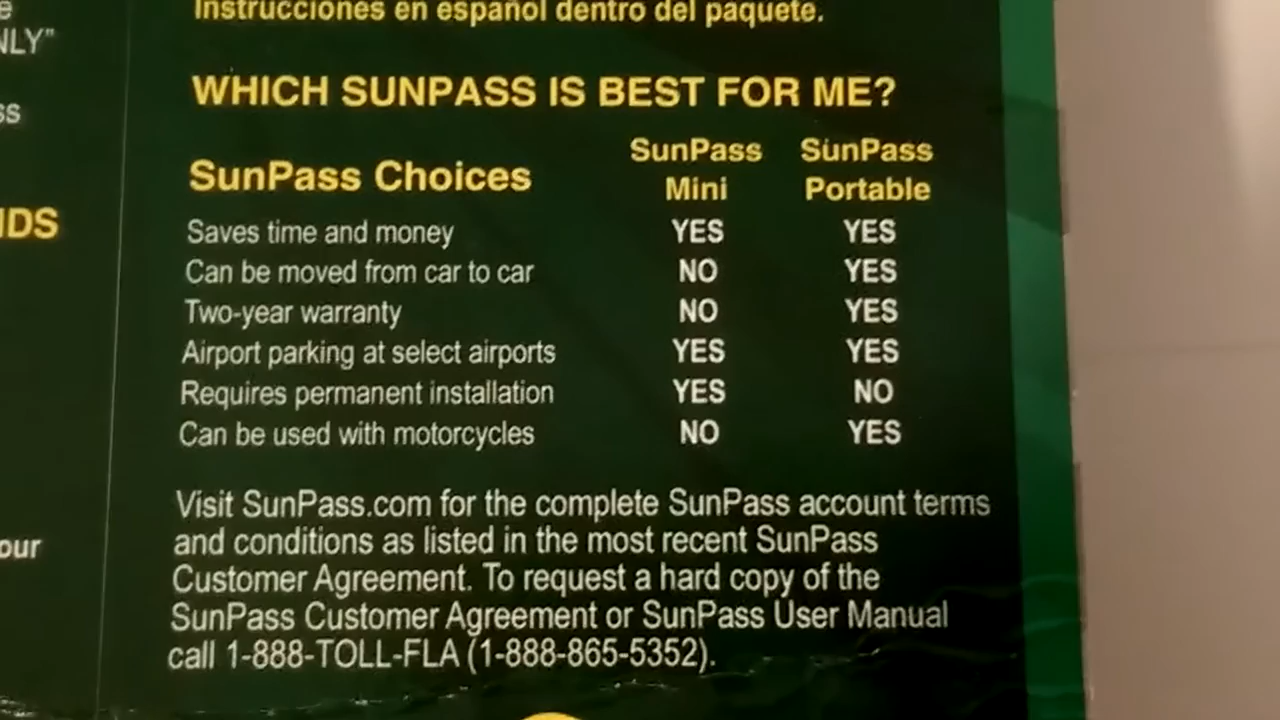 Instrucciones en español dentro del paquete.
NLY"
WHICH SUNPASS IS BEST FOR ME?
SunPass Choices
SunPass Mini
SunPass Portable
Saves time and money YES YES
Can be moved from car to car NO YES
Two-year warranty NO YES
Airport parking at select airports YES YES
Requires permanent installation YES NO
Can be used with motorcycles NO YES
Visit SunPass.com for the complete SunPass account terms
and conditions as listed in the most recent SunPass
Customer Agreement. To request a hard copy of the
SunPass Customer Agreement or SunPass User Manual
call 1-888-TOLL-FLA (1-888-865-5352).